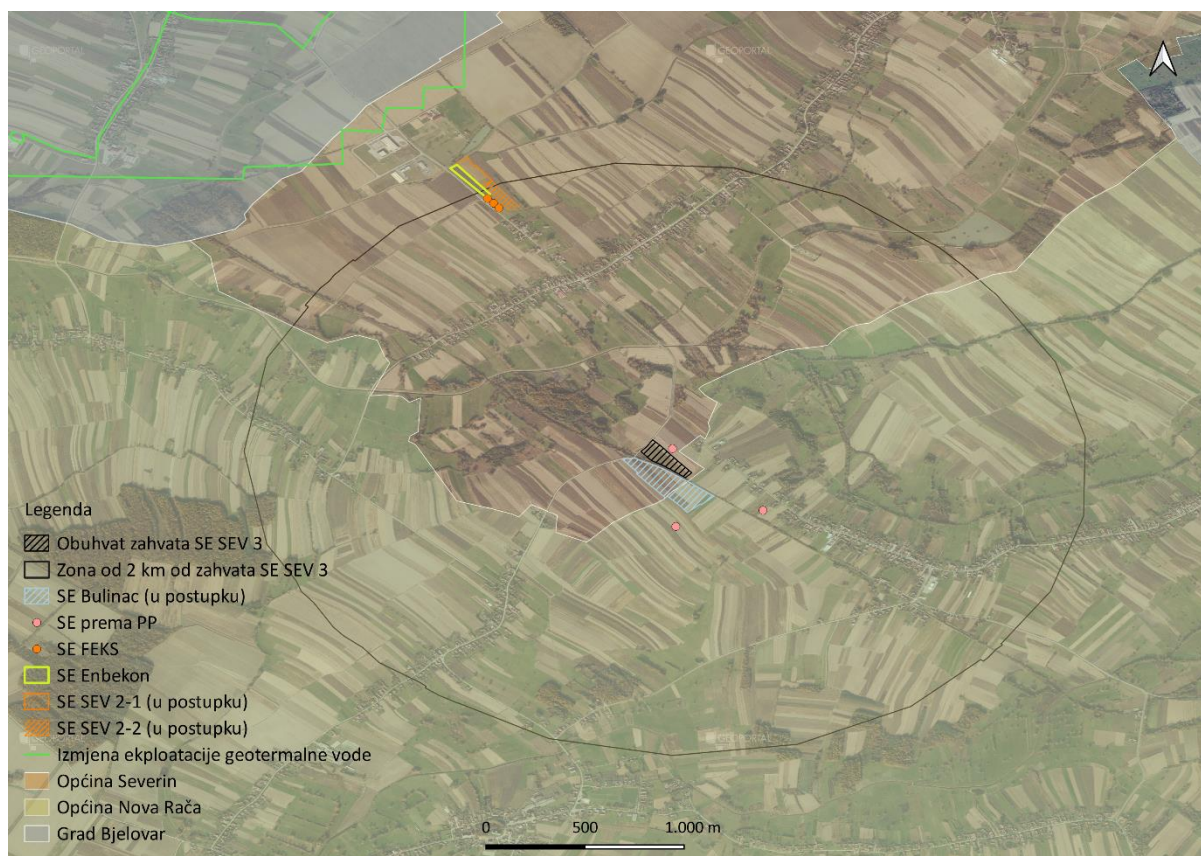 GEOPORTAL
GEOPORTAL
Legenda
Obuhvat zahvata SE SEV 3
Zona od 2 km od zahvata SE SEV 3
SE Bulinac (u postupku)
SE prema PP
SE FEKS
SE Enbekon
SE SEV 2-1 (u postupku)
SE SEV 2-2 (u postupku)
Izmjena ekploatacije geotermalne vode
Općina Severin
Općina Nova Rača
Grad Bjelovar
GEOPORTAL
0 500 1.000 m